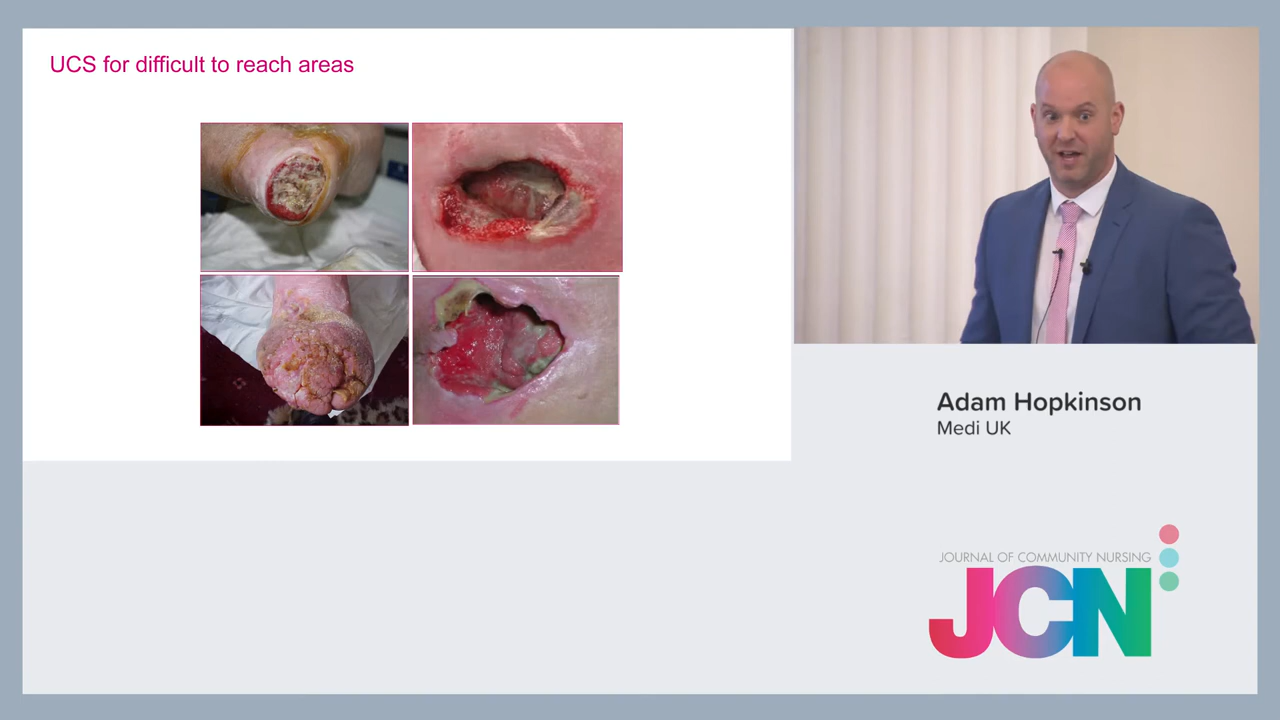 UCS for difficult to reach areas
Adam Hopkinson
Medi UK
JOURNAL OF COMMUNITY NURSING
JCN